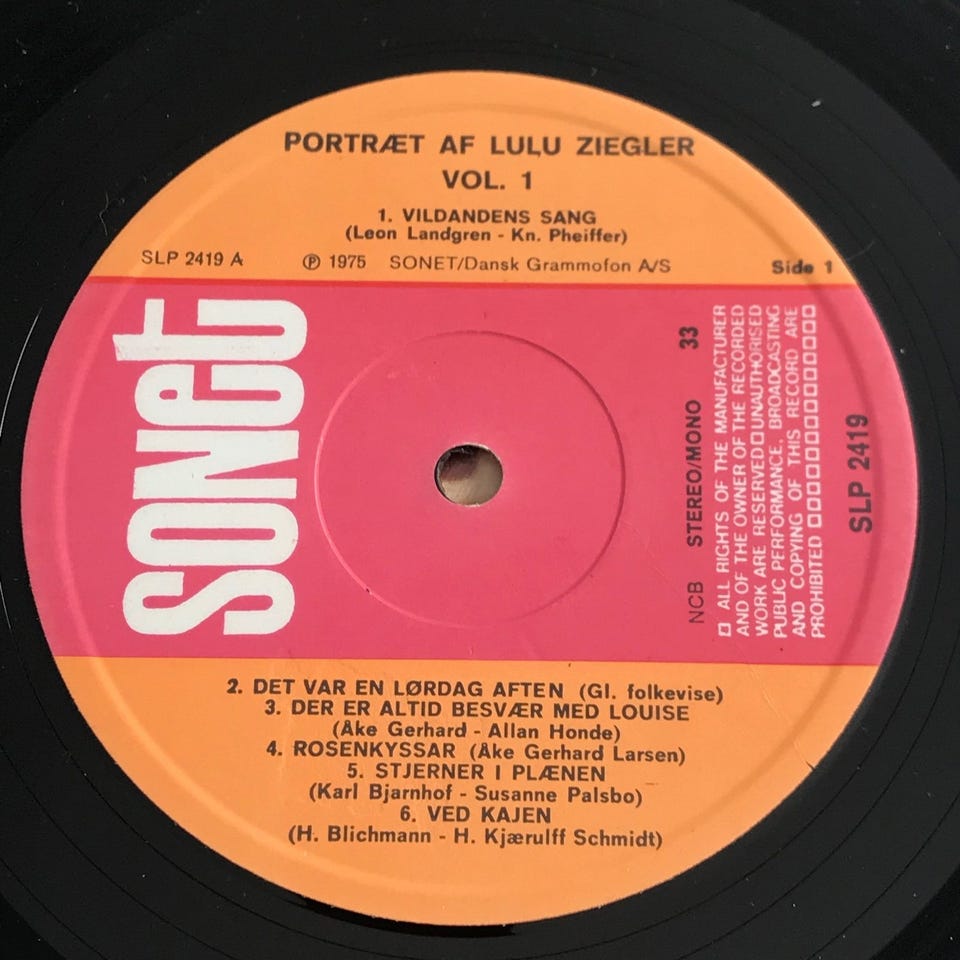 PORTRÆT AF LULU ZIEGLER
VOL. 1
1. VILDANDENS SANG
(Leon Landgren - Kn. Pheiffer)
SLP 2419 A ℗ 1975 SONET/Dansk Grammofon A/S Side 1
SONET
NCB STEREO/MONO 33
□ ALL RIGHTS OF THE MANUFACTURER
AND OF THE OWNER OF THE RECORDED
WORK ARE RESERVED□UNAUTHORISED
PUBLIC PERFORMANCE, BROADCASTING
AND COPYING OF THIS RECORD ARE
PROHIBITED □□□□□□□□□□□□□□□
SLP 2419
2. DET VAR EN LØRDAG AFTEN (Gl. folkevise)
3. DER ER ALTID BESVÆR MED LOUISE
(Åke Gerhard - Allan Honde)
4. ROSENKYSSAR (Åke Gerhard Larsen)
5. STJERNER I PLÆNEN
(Karl Bjarnhof - Susanne Palsbo)
6. VED KAJEN
(H. Blichmann - H. Kjærulff Schmidt)